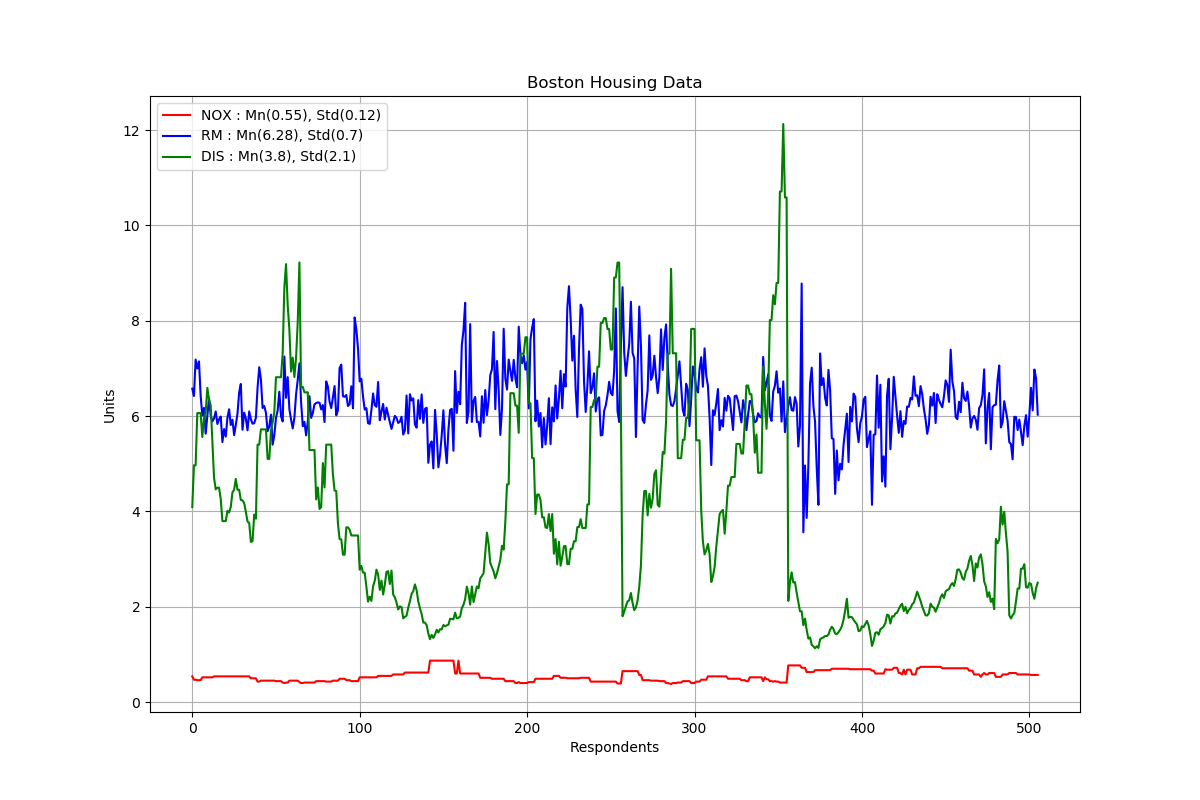 Boston Housing Data
NOX : Mn(0.55), Std(0.12)
RM : Mn(6.28), Std(0.7)
DIS : Mn(3.8), Std(2.1)
12
10
8
6
4
2
0
Units
0 100 200 300 400 500
Respondents